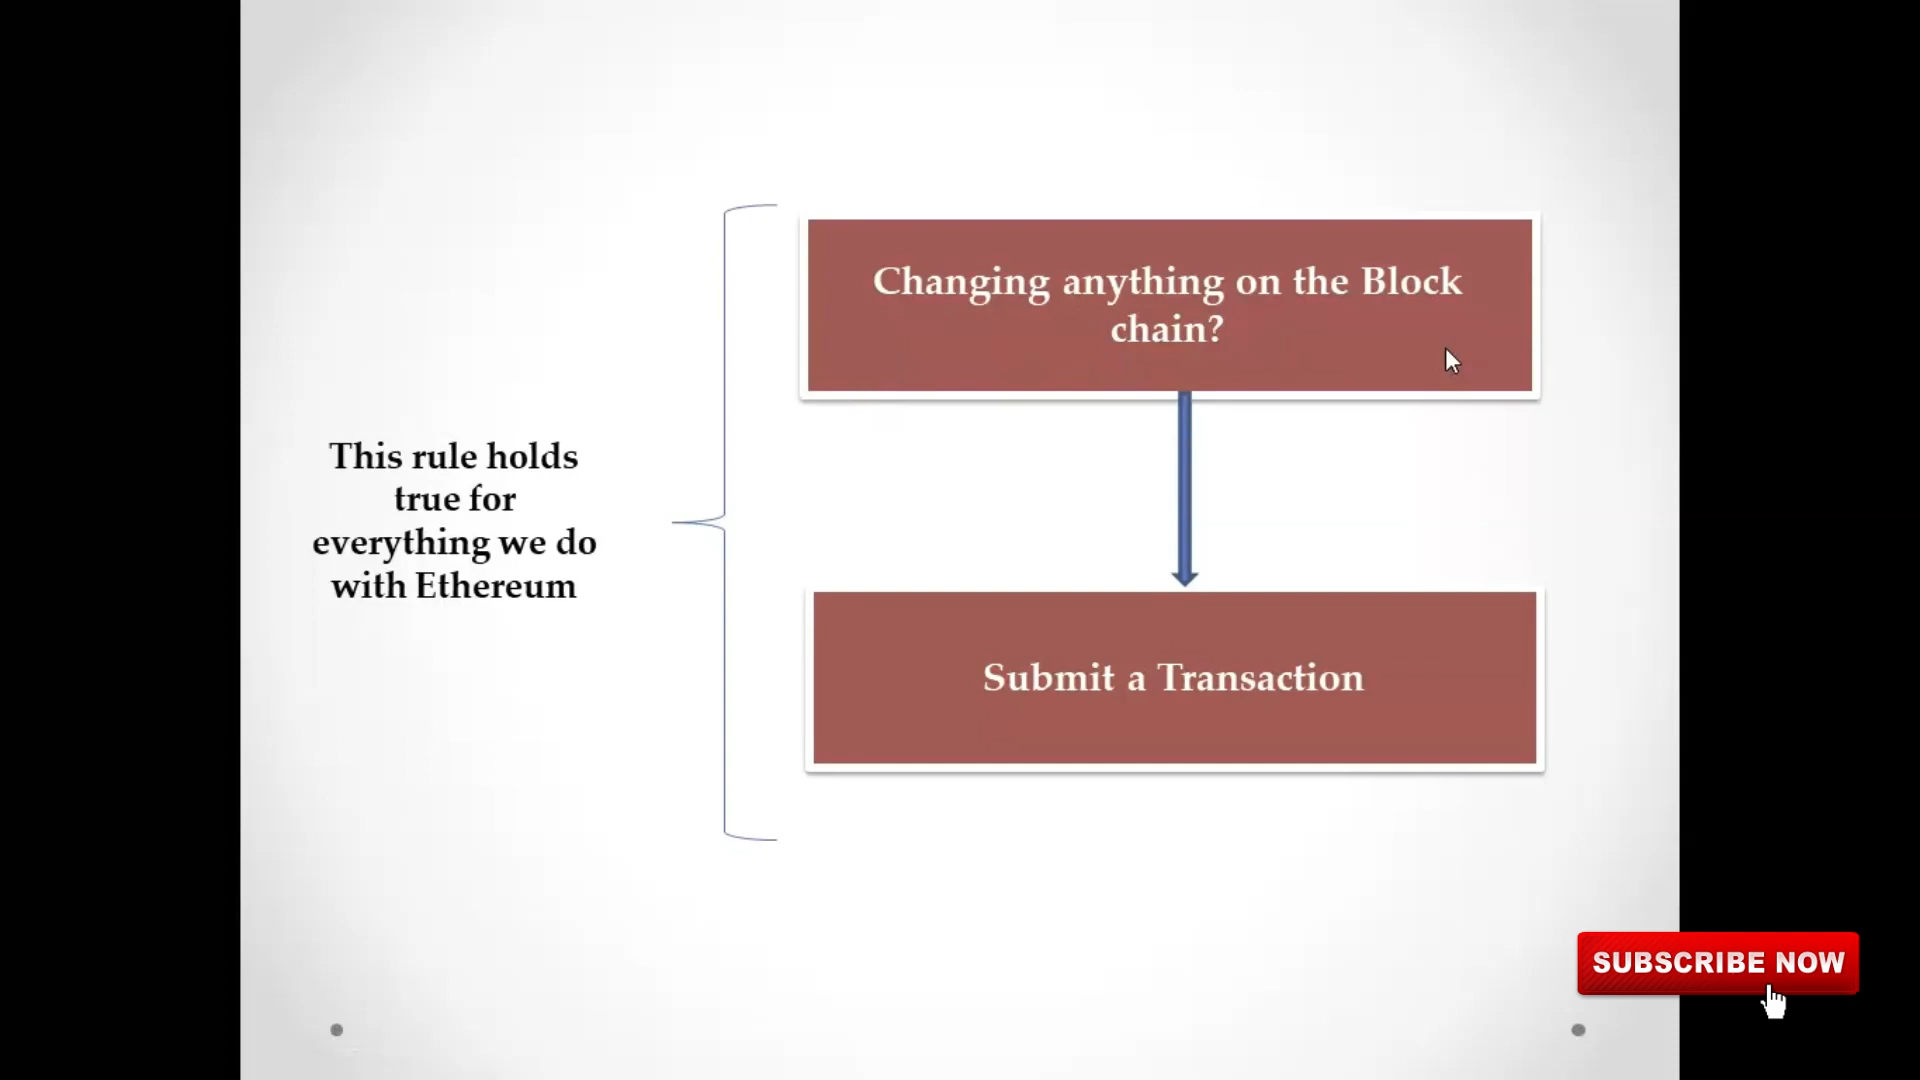 Changing anything on the Block
chain?
This rule holds
true for
everything we do
with Ethereum
Submit a Transaction
SUBSCRIBE NOW